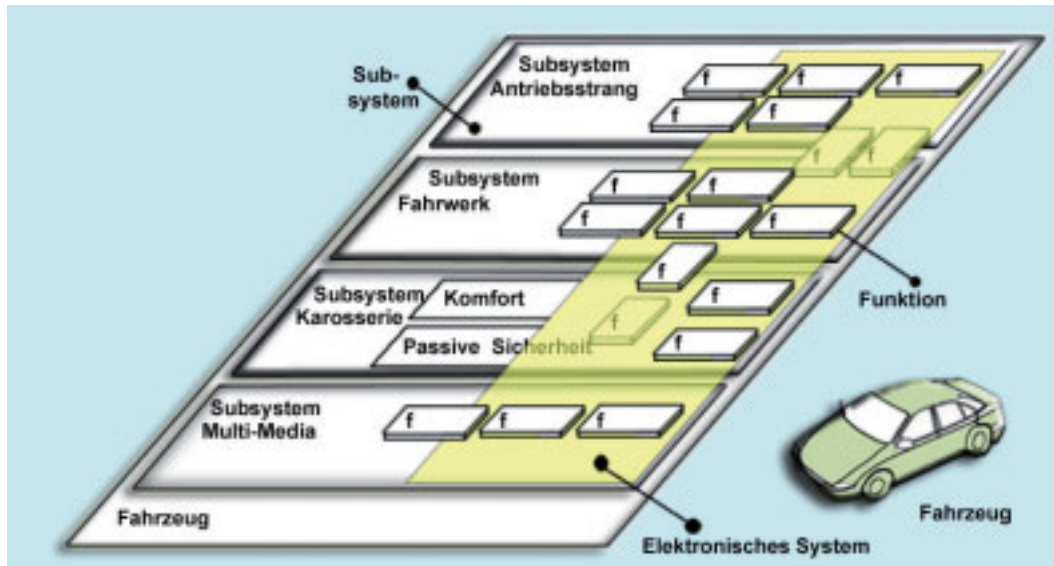 Sub-
system
Subsystem
Antriebsstrang
f f f
f f
f f
Subsystem
Fahrwerk
f f
f f f
f
Funktion
Subsystem
Karosserie
Komfort
Passive Sicherheit
f
f
f
Subsystem
Multi-Media
f f f
Fahrzeug
Elektronisches System
Fahrzeug